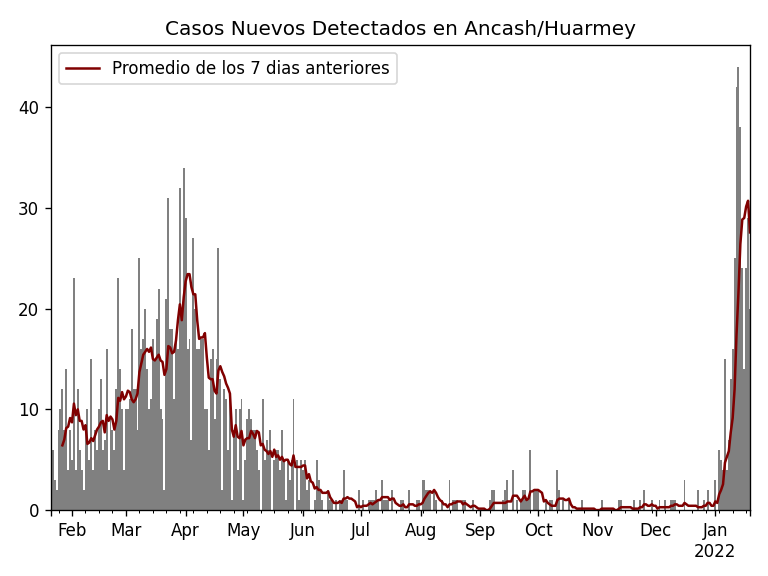 Casos Nuevos Detectados en Ancash/Huarmey
Promedio de los 7 dias anteriores
40
30
20
10
0
Feb Mar Apr May Jun Jul Aug Sep Oct Nov Dec Jan
2022